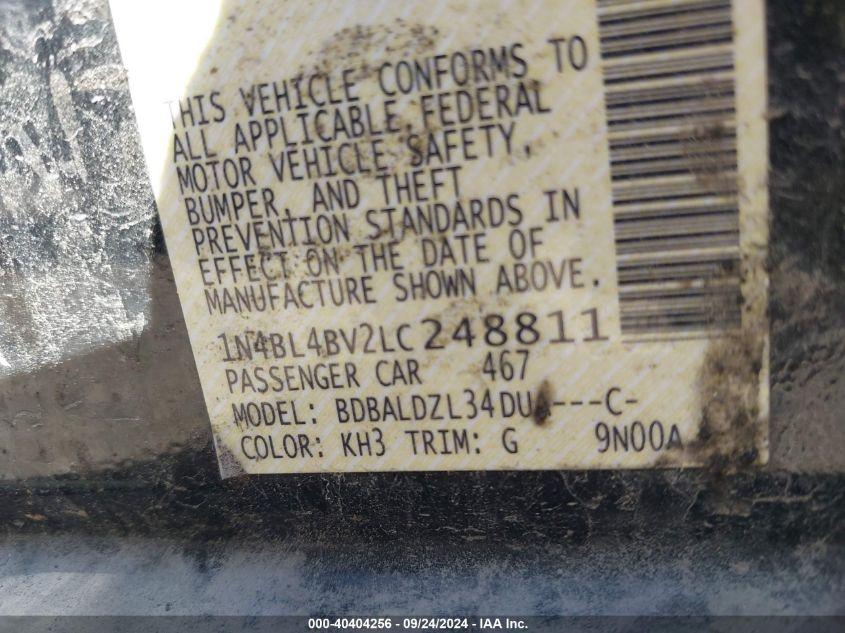 THIS VEHICLE CONFORMS TO
ALL APPLICABLE FEDERAL
MOTOR VEHICLE SAFETY,
BUMPER, AND THEFT
PREVENTION STANDARDS IN
EFFECT ON THE DATE OF
MANUFACTURE SHOWN ABOVE.
1N4BL4BV2LC248811
PASSENGER CAR 467
MODEL: BDBALDZL34DUA---C-
COLOR: KH3 TRIM: G 9N00A
000-40404256 - 09/24/2024 - IAA Inc.